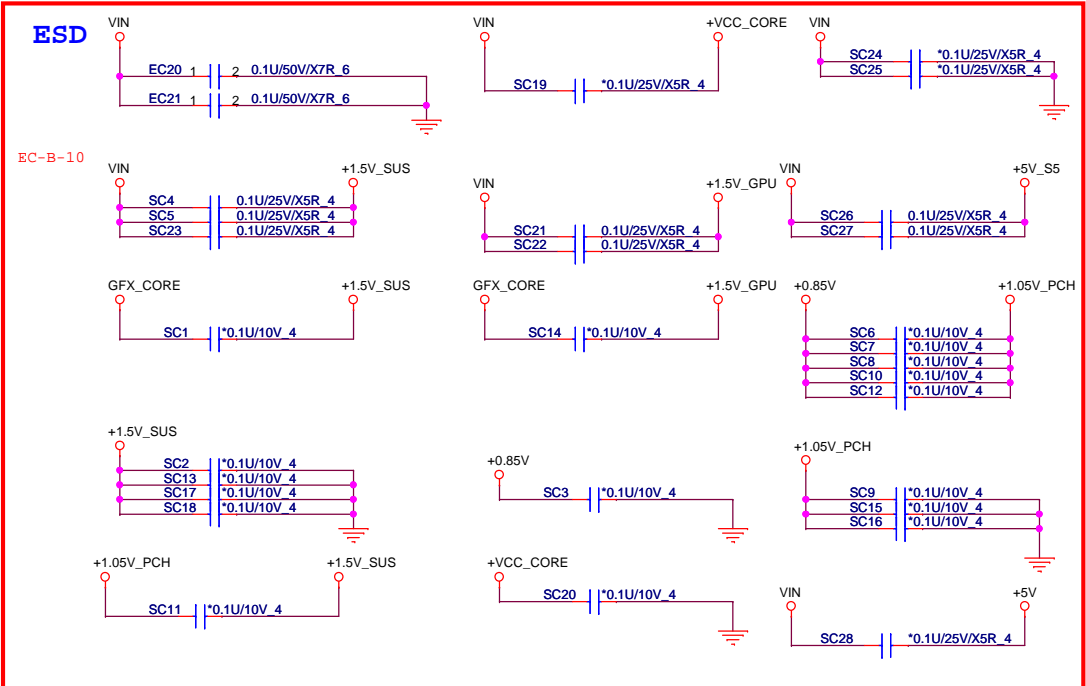 ESD
VIN
EC20 1 2 0.1U/50V/X7R_6
EC21 1 2 0.1U/50V/X7R_6
VIN +VCC_CORE
SC19 *0.1U/25V/X5R_4
VIN
SC24 *0.1U/25V/X5R_4
SC25 *0.1U/25V/X5R_4
EC-B-10
VIN +1.5V_SUS
SC4 0.1U/25V/X5R_4
SC5 0.1U/25V/X5R_4
SC23 0.1U/25V/X5R_4
VIN +1.5V_GPU
SC21 0.1U/25V/X5R_4
SC22 0.1U/25V/X5R_4
VIN +5V_S5
SC26 0.1U/25V/X5R_4
SC27 0.1U/25V/X5R_4
GFX_CORE +1.5V_SUS
SC1 *0.1U/10V_4
GFX_CORE +1.5V_GPU
SC14 *0.1U/10V_4
+0.85V +1.05V_PCH
SC6 *0.1U/10V_4
SC7 *0.1U/10V_4
SC8 *0.1U/10V_4
SC10 *0.1U/10V_4
SC12 *0.1U/10V_4
+1.5V_SUS
SC2 *0.1U/10V_4
SC13 *0.1U/10V_4
SC17 *0.1U/10V_4
SC18 *0.1U/10V_4
+0.85V
SC3 *0.1U/10V_4
+1.05V_PCH
SC9 *0.1U/10V_4
SC15 *0.1U/10V_4
SC16 *0.1U/10V_4
+1.05V_PCH +1.5V_SUS
SC11 *0.1U/10V_4
+VCC_CORE
SC20 *0.1U/10V_4
VIN +5V
SC28 *0.1U/25V/X5R_4